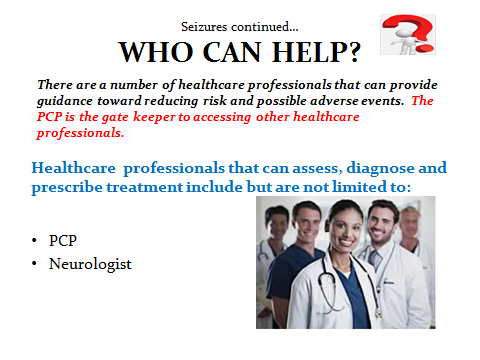 Seizures continued...
WHO CAN HELP?
There are a number of healthcare professionals that can provide
guidance toward reducing risk and possible adverse events.  The
PCP is the gate keeper to accessing other healthcare
professionals.
Healthcare  professionals that can assess, diagnose and
prescribe treatment include but are not limited to:
• PCP
• Neurologist